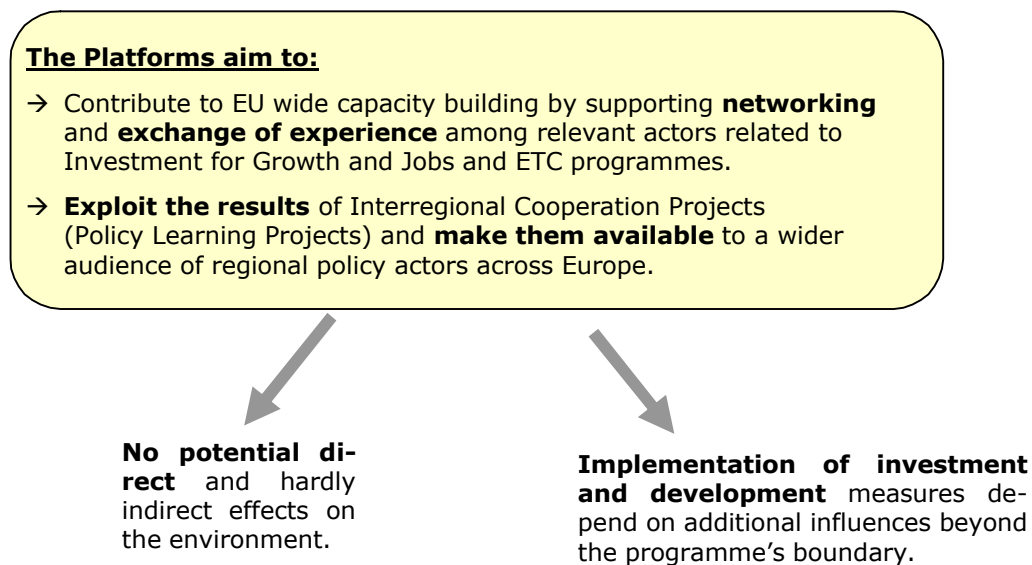 The Platforms aim to:
→ Contribute to EU wide capacity building by supporting networking
and exchange of experience among relevant actors related to
Investment for Growth and Jobs and ETC programmes.
→ Exploit the results of Interregional Cooperation Projects
(Policy Learning Projects) and make them available to a wider
audience of regional policy actors across Europe.
No potential di-
rect and hardly
indirect effects on
the environment.
Implementation of investment
and development measures de-
pend on additional influences beyond
the programme's boundary.